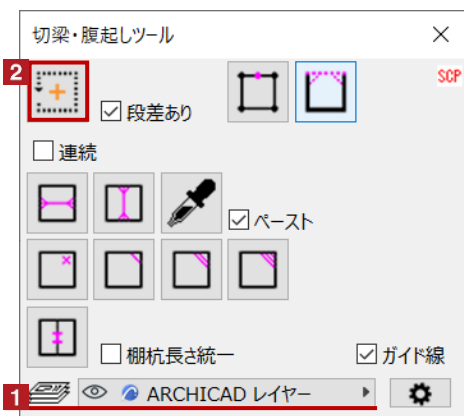 切梁・腹起しツール
2
段差あり
SCP
連続
ペースト
棚杭長さ統一
ガイド線
1
ARCHICAD レイヤー